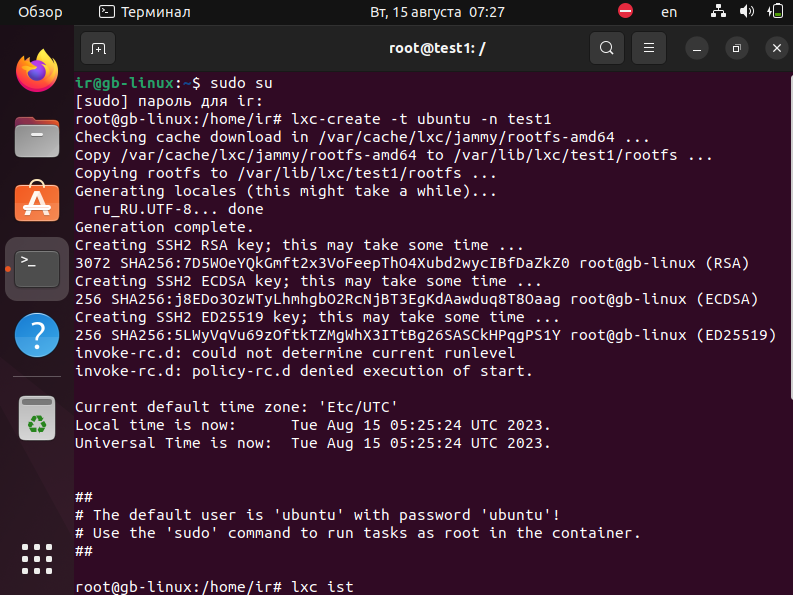 Обзор
Терминал
Вт, 15 августа 07:27
en
root@test1: /
ir@gb-linux:~$ sudo su
[sudo] пароль для ir:
root@gb-linux:/home/ir# lxc-create -t ubuntu -n test1
Checking cache download in /var/cache/lxc/jammy/rootfs-amd64 ...
Copy /var/cache/lxc/jammy/rootfs-amd64 to /var/lib/lxc/test1/rootfs ...
Copying rootfs to /var/lib/lxc/test1/rootfs ...
Generating locales (this might take a while)...
  ru_RU.UTF-8... done
Generation complete.
Creating SSH2 RSA key; this may take some time ...
3072 SHA256:7D5WOeYQkGmft2x3VoFeepThO4Xubd2wycIBfDaZkZ0 root@gb-linux (RSA)
Creating SSH2 ECDSA key; this may take some time ...
256 SHA256:j8EDo3OzWTyLhmhgbO2RcNjBT3EgKdAawduq8T8Oaag root@gb-linux (ECDSA)
Creating SSH2 ED25519 key; this may take some time ...
256 SHA256:5LWyVqVu69zOftkTZMgWhX3ITtBg26SASCkHPqgPS1Y root@gb-linux (ED25519)
invoke-rc.d: could not determine current runlevel
invoke-rc.d: policy-rc.d denied execution of start.
Current default time zone: 'Etc/UTC'
Local time is now:      Tue Aug 15 05:25:24 UTC 2023.
Universal Time is now:  Tue Aug 15 05:25:24 UTC 2023.
##
# The default user is 'ubuntu' with password 'ubuntu'!
# Use the 'sudo' command to run tasks as root in the container.
##
root@gb-linux:/home/ir# lxc ist